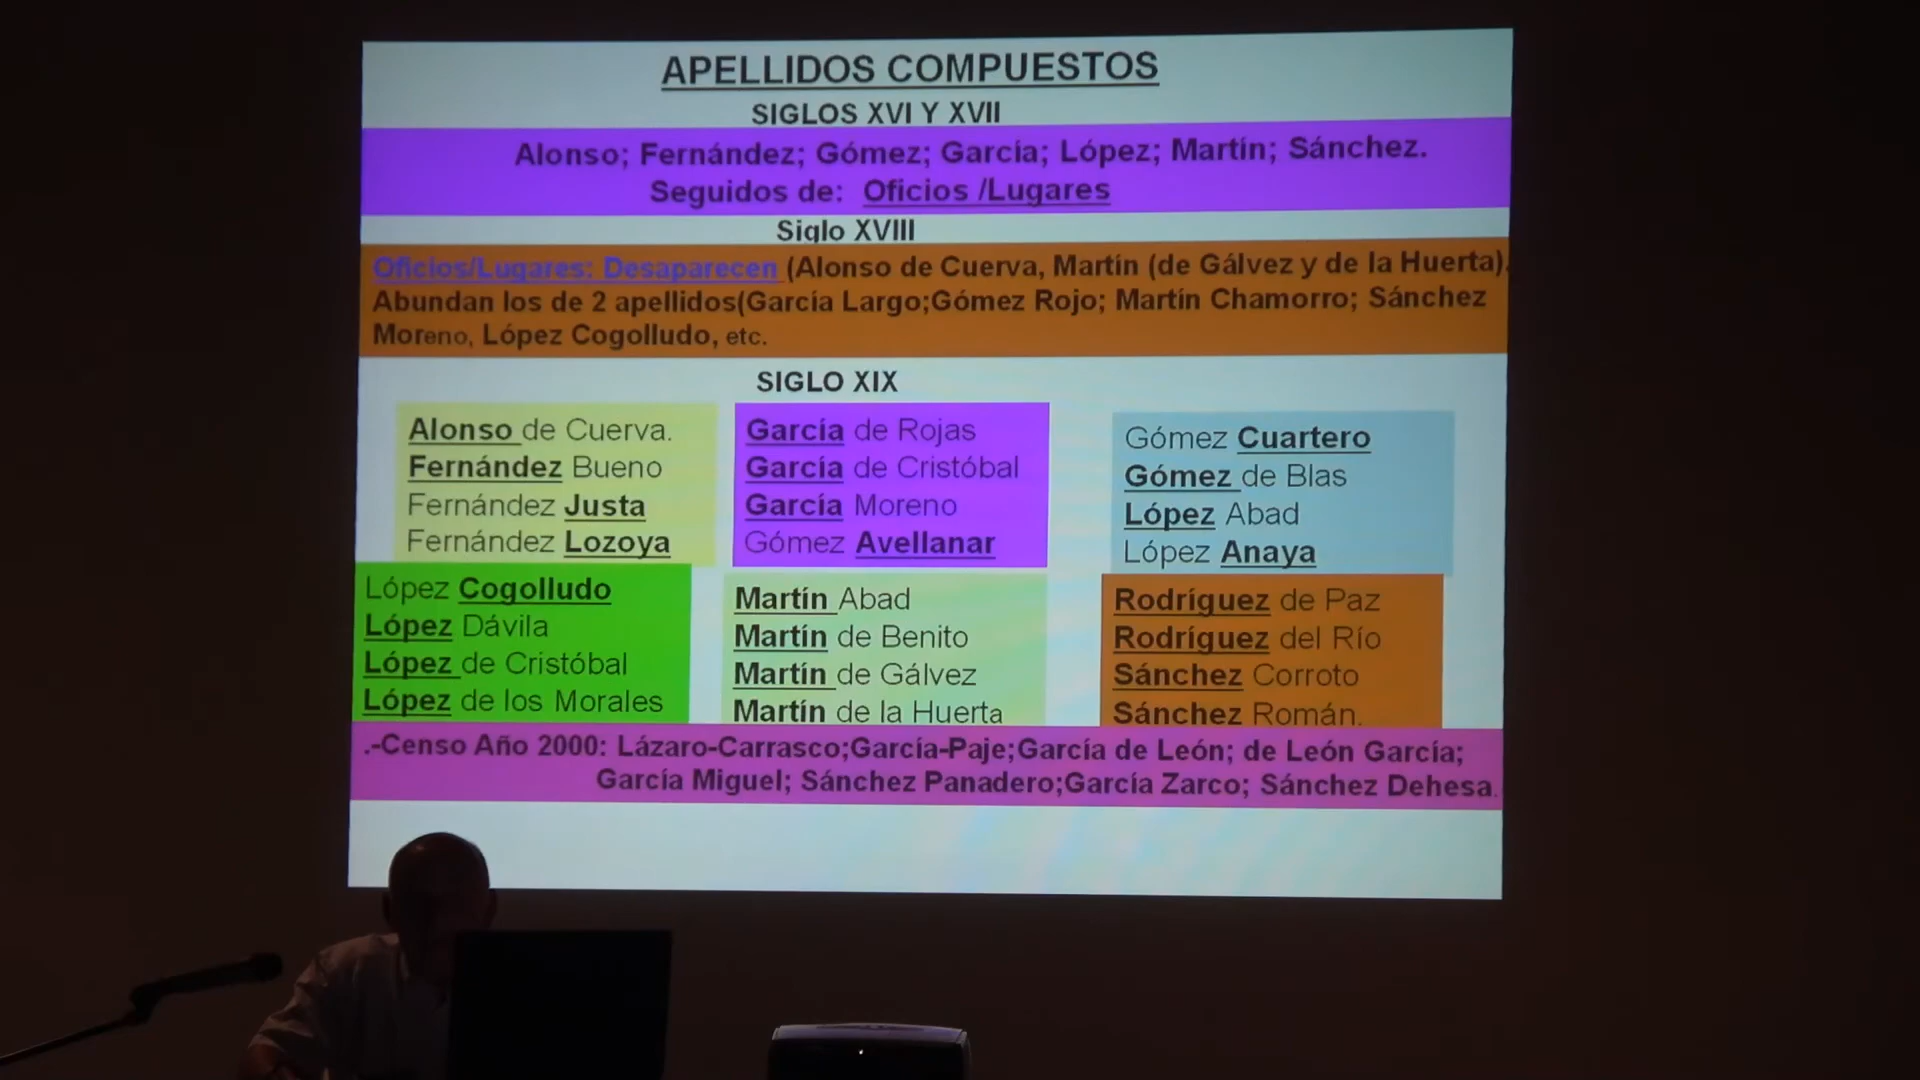 APELLIDOS COMPUESTOS
SIGLOS XVI Y XVII
Alonso; Fernández; Gómez; García; López; Martín; Sánchez.
Seguidos de: Oficios /Lugares
Siglo XVIII
Oficios/Lugares: Desaparecen (Alonso de Cuerva, Martín (de Gálvez y de la Huerta).
Abundan los de 2 apellidos(García Largo;Gómez Rojo; Martín Chamorro; Sánchez
Moreno, López Cogolludo, etc.
SIGLO XIX
Alonso de Cuerva.
Fernández Bueno
Fernández Justa
Fernández Lozoya
García de Rojas
García de Cristóbal
García Moreno
Gómez Avellanar
Gómez Cuartero
Gómez de Blas
López Abad
López Anaya
López Cogolludo
López Dávila
López de Cristóbal
López de los Morales
Martín Abad
Martín de Benito
Martín de Gálvez
Martín de la Huerta
Rodríguez de Paz
Rodríguez del Río
Sánchez Corroto
Sánchez Román.
.-Censo Año 2000: Lázaro-Carrasco;García-Paje;García de León; de León García;
García Miguel; Sánchez Panadero;García Zarco; Sánchez Dehesa.